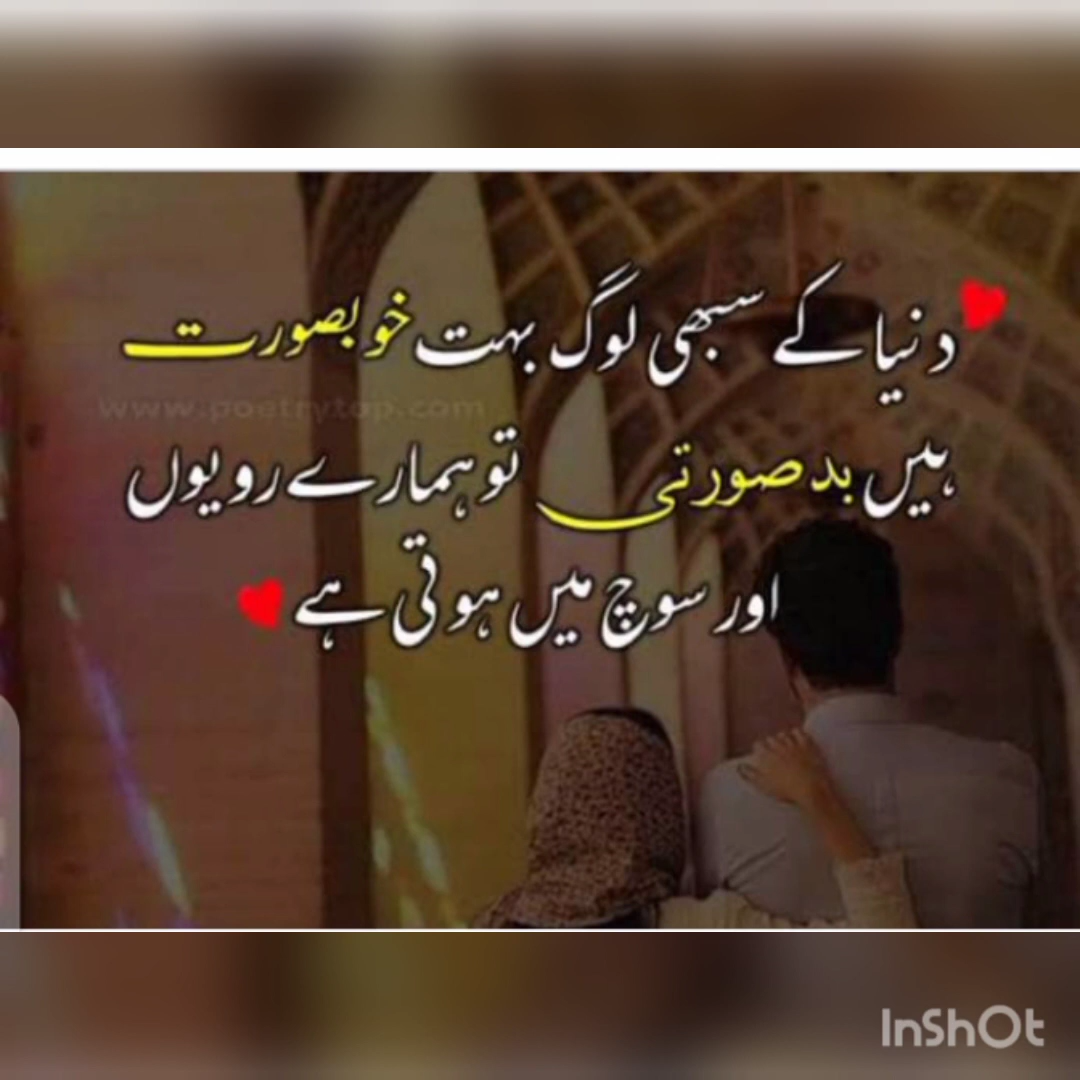 دنیا کے سبھی لوگ بہت خوبصورت
www.poetrytop.com
ہیں بدصورتی تو ہمارے رویوں
اور سوچ میں ہوتی ہے
InShOt